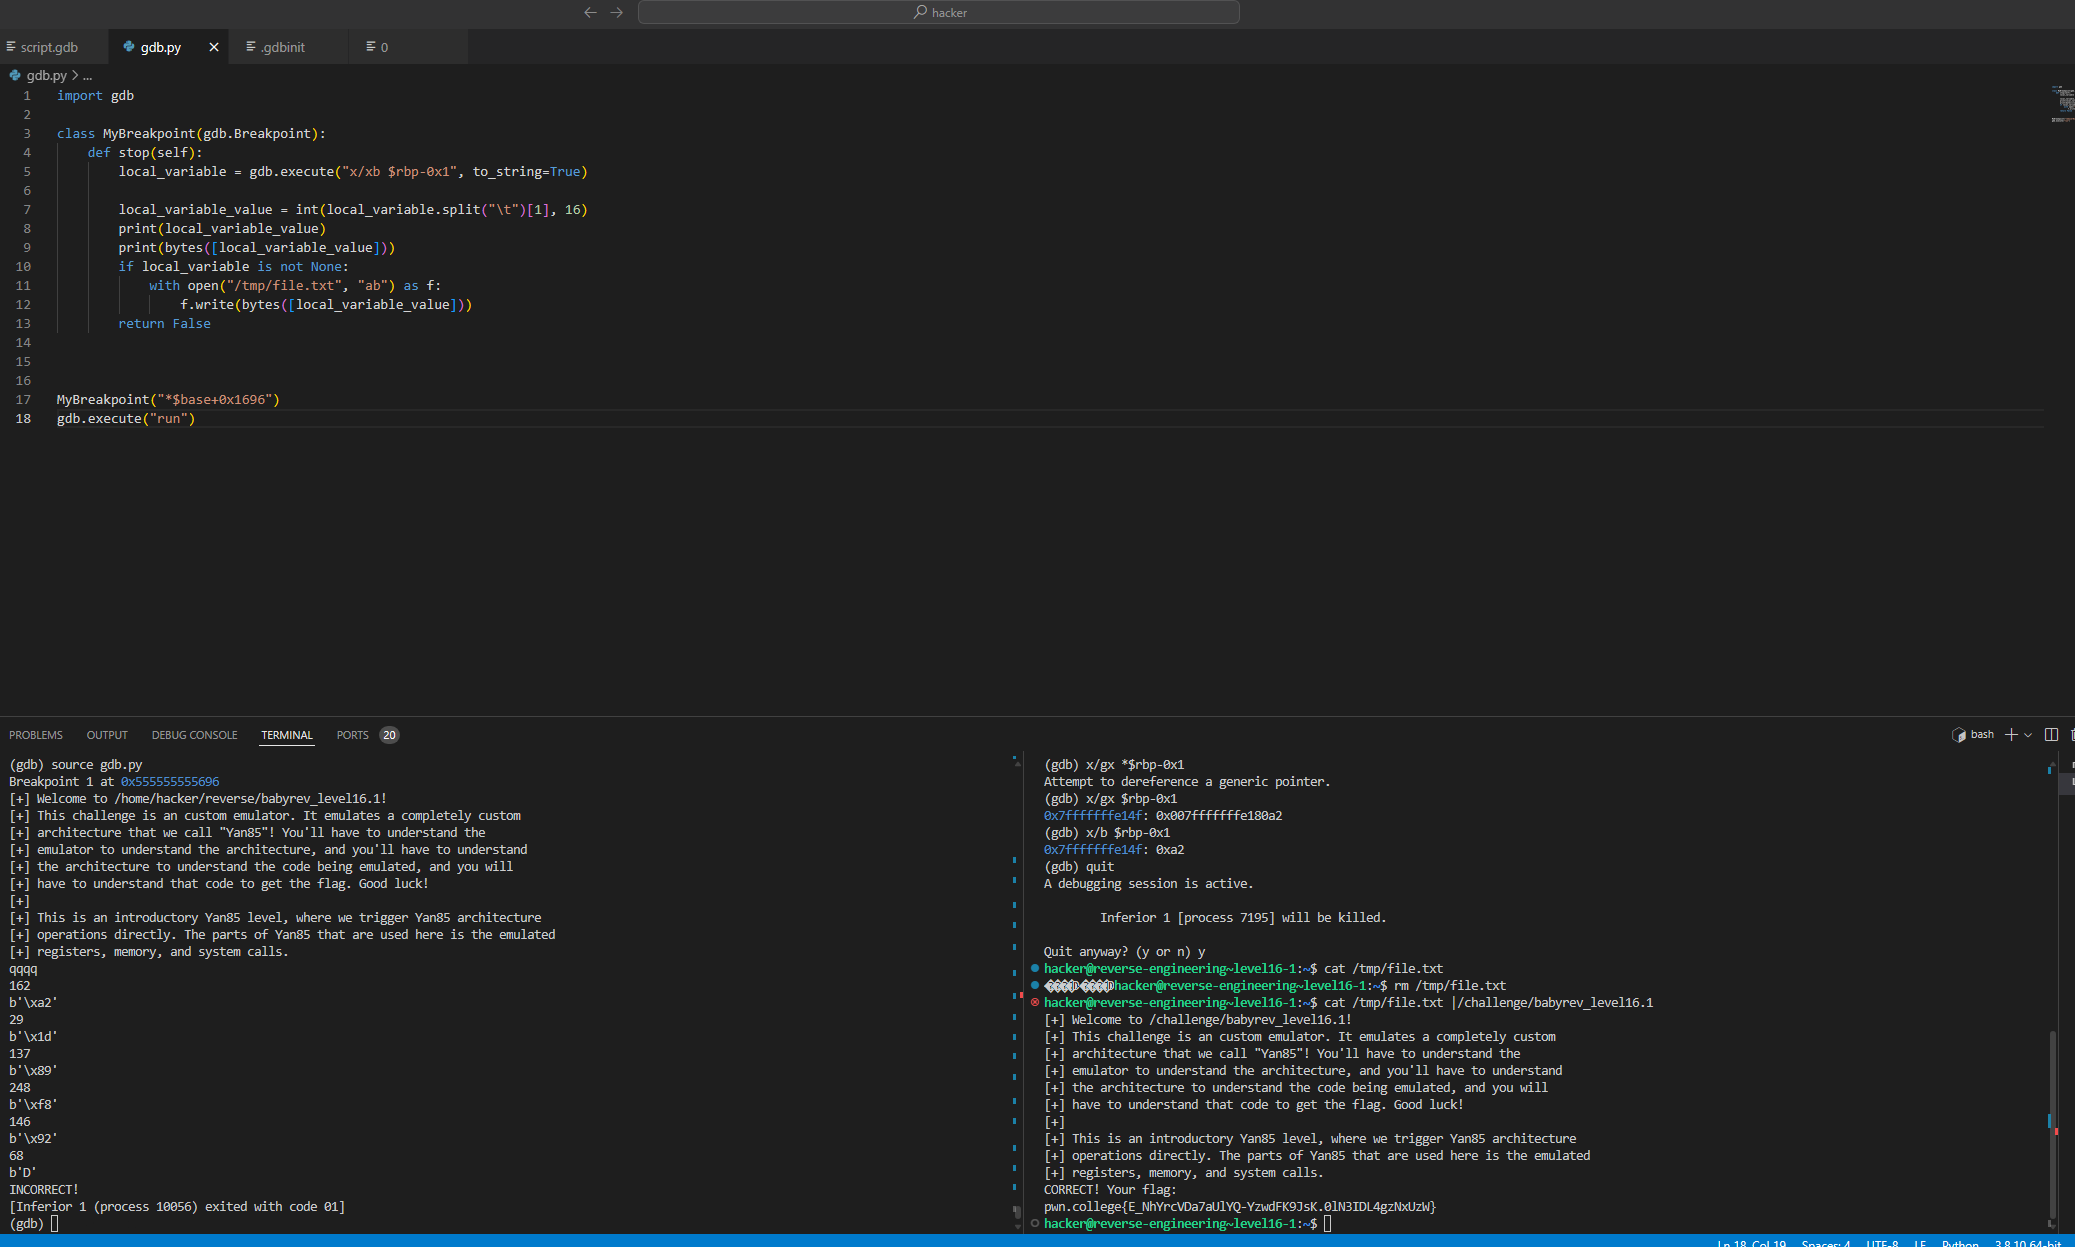 hacker
script.gdb
gdb.py
.gdbinit
0
gdb.py > ...
1 import gdb
2
3 class MyBreakpoint(gdb.Breakpoint):
4 def stop(self):
5 local_variable = gdb.execute("x/xb $rbp-0x1", to_string=True)
6
7 local_variable_value = int(local_variable.split("\t")[1], 16)
8 print(local_variable_value)
9 print(bytes([local_variable_value]))
10 if local_variable is not None:
11 with open("/tmp/file.txt", "ab") as f:
12 f.write(bytes([local_variable_value]))
13 return False
14
15
16
17 MyBreakpoint("*$base+0x1696")
18 gdb.execute("run")
PROBLEMS OUTPUT DEBUG CONSOLE TERMINAL PORTS 20
bash
(gdb) source gdb.py
Breakpoint 1 at 0x555555555696
[+] Welcome to /home/hacker/reverse/babyrev_level16.1!
[+] This challenge is an custom emulator. It emulates a completely custom
[+] architecture that we call "Yan85"! You'll have to understand the
[+] emulator to understand the architecture, and you'll have to understand
[+] the architecture to understand the code being emulated, and you will
[+] have to understand that code to get the flag. Good luck!
[+]
[+] This is an introductory Yan85 level, where we trigger Yan85 architecture
[+] operations directly. The parts of Yan85 that are used here is the emulated
[+] registers, memory, and system calls.
qqqq
162
b'\xa2'
29
b'\x1d'
137
b'\x89'
248
b'\xf8'
146
b'\x92'
68
b'D'
INCORRECT!
[Inferior 1 (process 10056) exited with code 01]
(gdb)
(gdb) x/gx *$rbp-0x1
Attempt to dereference a generic pointer.
(gdb) x/gx $rbp-0x1
0x7fffffffe14f: 0x007fffffffe180a2
(gdb) x/b $rbp-0x1
0x7fffffffe14f: 0xa2
(gdb) quit
A debugging session is active.
Inferior 1 [process 7195] will be killed.
Quit anyway? (y or n) y
hacker@reverse-engineering~level16-1:~$ cat /tmp/file.txt
hacker@reverse-engineering~level16-1:~$ rm /tmp/file.txt
hacker@reverse-engineering~level16-1:~$ cat /tmp/file.txt |/challenge/babyrev_level16.1
[+] Welcome to /challenge/babyrev_level16.1!
[+] This challenge is an custom emulator. It emulates a completely custom
[+] architecture that we call "Yan85"! You'll have to understand the
[+] emulator to understand the architecture, and you'll have to understand
[+] the architecture to understand the code being emulated, and you will
[+] have to understand that code to get the flag. Good luck!
[+]
[+] This is an introductory Yan85 level, where we trigger Yan85 architecture
[+] operations directly. The parts of Yan85 that are used here is the emulated
[+] registers, memory, and system calls.
CORRECT! Your flag:
pwn.college{E_NhYrcVDa7aUlYQ-YzwdFK9JsK.0lN3IDL4gzNxUzW}
hacker@reverse-engineering~level16-1:~$
Ln 18, Col 19 Spaces: 4 UTF-8 LF Python 3.8.10 64-bit